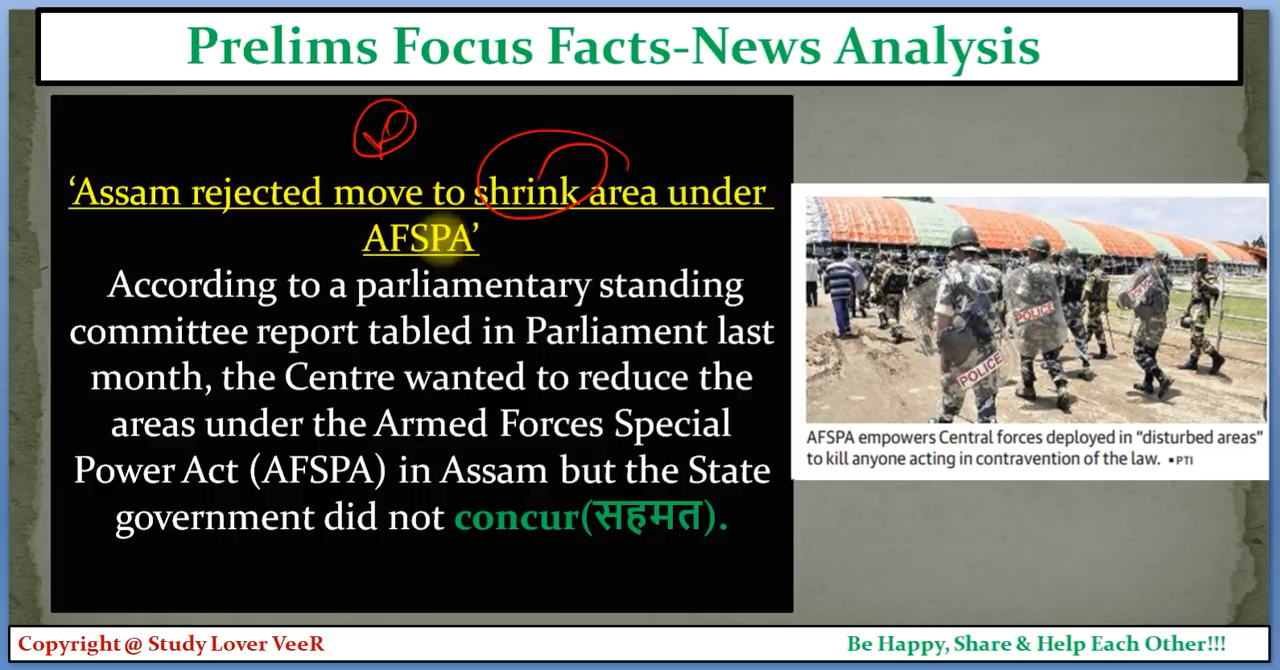 Prelims Focus Facts-News Analysis
‘Assam rejected move to shrink area under
AFSPA’
According to a parliamentary standing
committee report tabled in Parliament last
month, the Centre wanted to reduce the
areas under the Armed Forces Special
Power Act (AFSPA) in Assam but the State
government did not concur(सहमत).
POLICE
POLICE
POLICE
AFSPA empowers Central forces deployed in “disturbed areas”
to kill anyone acting in contravention of the law. ▪PTI
Copyright @ Study Lover VeeR
Be Happy, Share & Help Each Other!!!